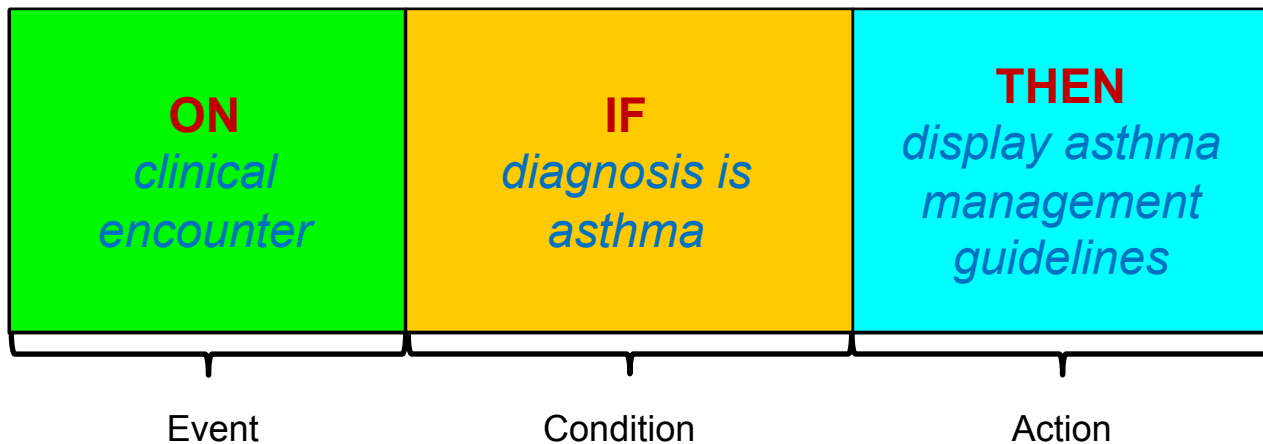 ON
clinical
encounter
IF
diagnosis is
asthma
THEN
display asthma
management
guidelines
Event
Condition
Action